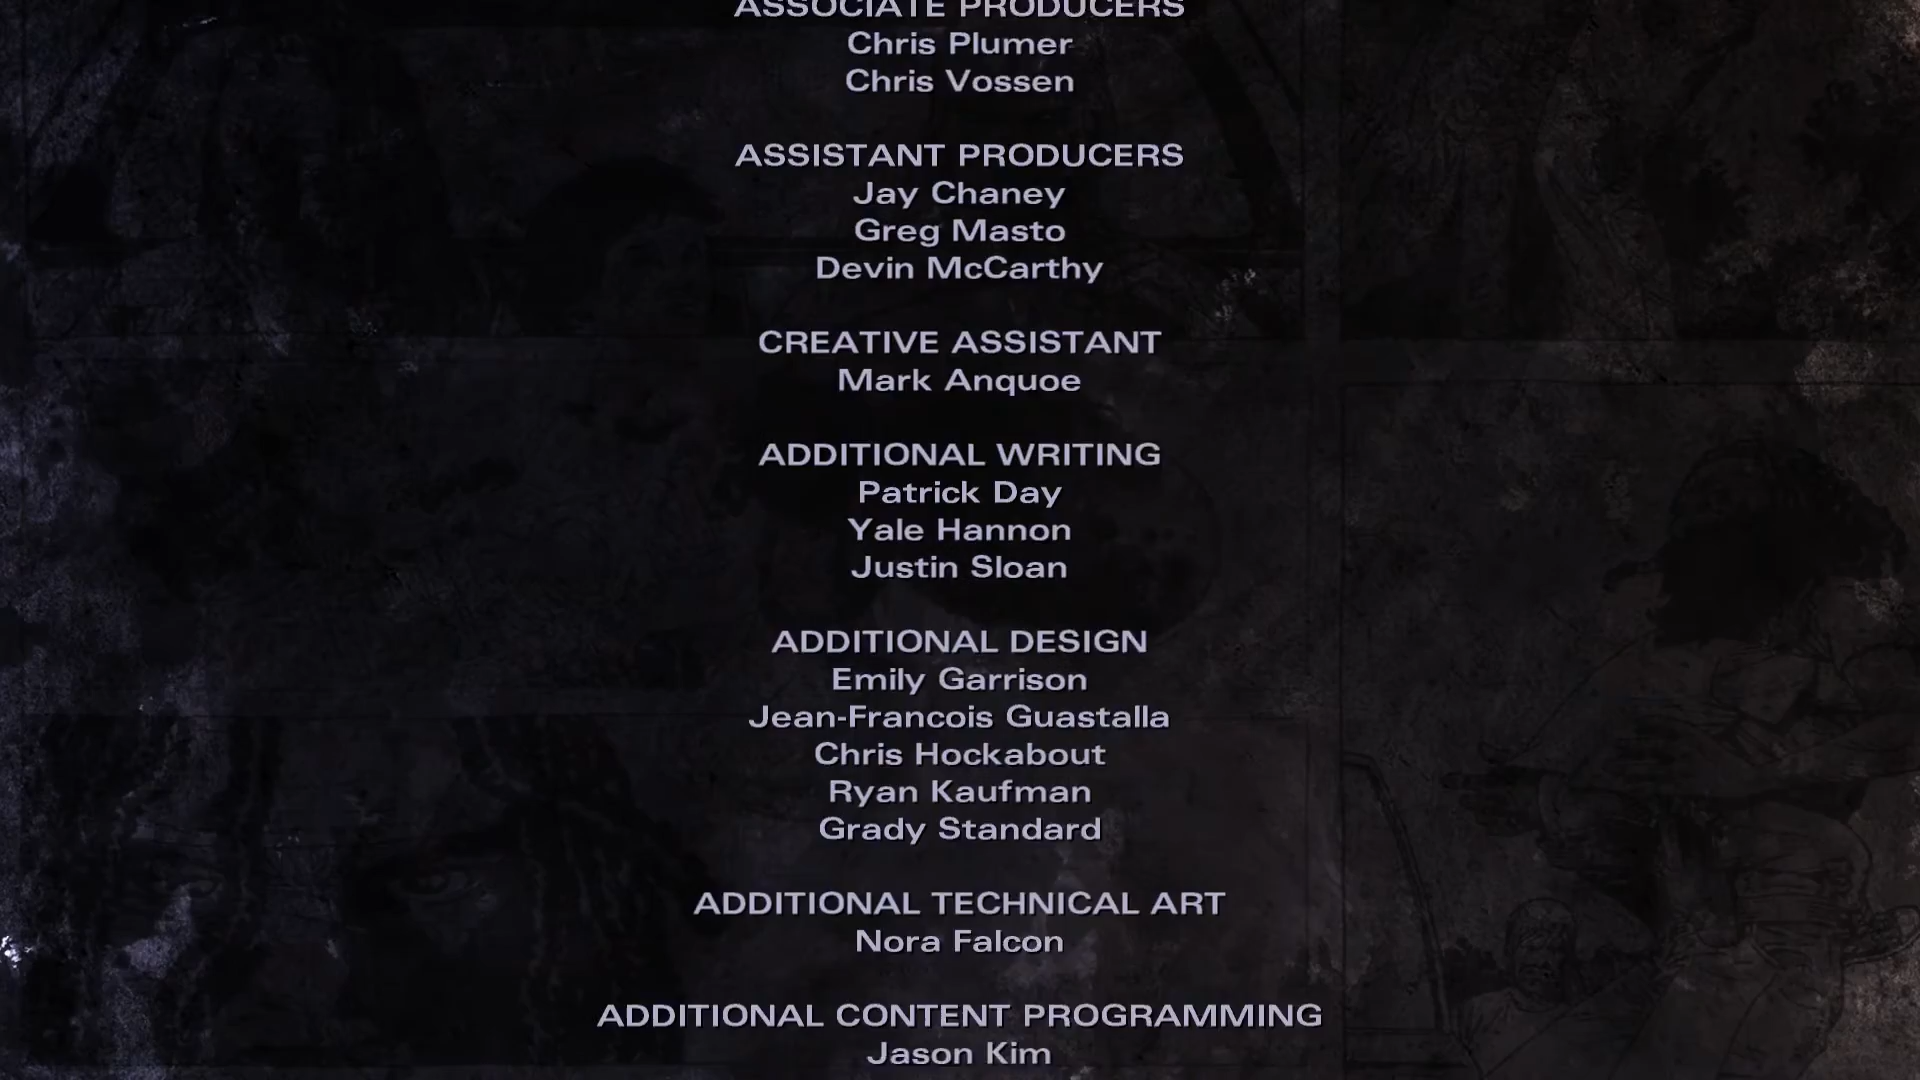 ASSOCIATE PRODUCERS
Chris Plumer
Chris Vossen
ASSISTANT PRODUCERS
Jay Chaney
Greg Masto
Devin McCarthy
CREATIVE ASSISTANT
Mark Anquoe
ADDITIONAL WRITING
Patrick Day
Yale Hannon
Justin Sloan
ADDITIONAL DESIGN
Emily Garrison
Jean-Francois Guastalla
Chris Hockabout
Ryan Kaufman
Grady Standard
ADDITIONAL TECHNICAL ART
Nora Falcon
ADDITIONAL CONTENT PROGRAMMING
Jason Kim